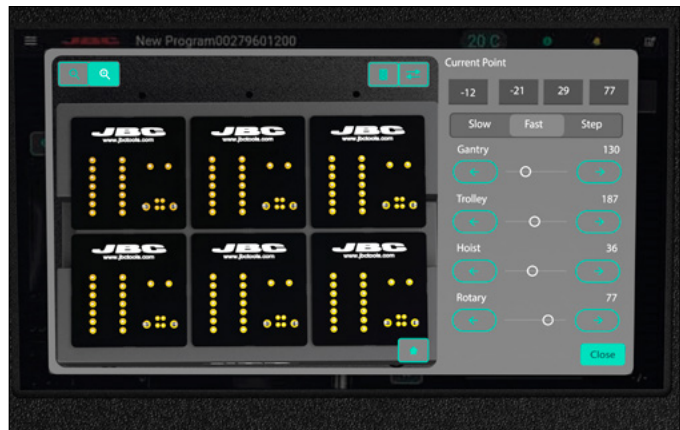 JBC New Program00279601200 20 C
Current Point
-12 -21 29 77
Slow Fast Step
Gantry 130
Trolley 187
Hoist 36
Rotary 77
Close
JBC JBC JBC
www.jbctools.com www.jbctools.com www.jbctools.com
JBC JBC JBC
www.jbctools.com www.jbctools.com www.jbctools.com